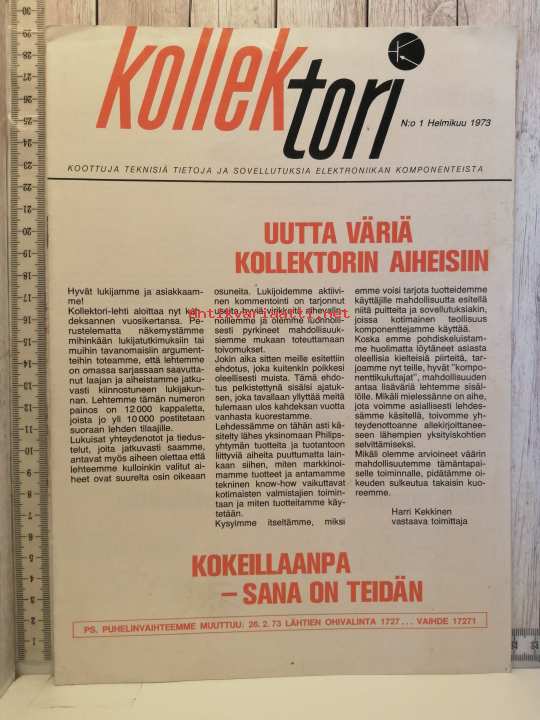 kollektori
N:o 1 Helmikuu 1973
KOOTTUJA TEKNISIÄ TIETOJA JA SOVELLUTUKSIA ELEKTRONIIKAN KOMPONENTEISTA
UUTTA VÄRIÄ
KOLLEKTORIN AIHEISIIN
Hyvät lukijamme ja asiakkaam-
me!
Kollektori-lehti aloittaa nyt kah-
deksannen vuosikertansa. Pe-
rustelematta näkemystämme
mihinkään lukijatutkimuksiin tai
muihin tavanomaisiin argument-
teihin toteamme, että lehtemme
on omassa sarjassaan saavutta-
nut laajan ja aiheistamme jatku-
vasti kiinnostuneen lukijakun-
nan. Lehtemme tämän numeron
painos on 12 000 kappaletta,
joista jo yli 10 000 postitetaan
suoraan lehden tilaajille.
Lukuisat yhteydenotot ja tiedus-
telut, joita jatkuvasti saamme,
antavat myös aiheen olettaa että
lehteemme kulloinkin valitut ai-
heet ovat suurelta osin oikeaan
osuneita. Lukijoidemme aktiivi-
nen kommentointi on tarjonnut
useita hyviä virikkeitä aihevalin-
noillemme ja olemme luonnolli-
sesti pyrkineet mahdollisuuk-
siemme mukaan toteuttamaan
toivomukset.
Jokin aika sitten meille esitettiin
ehdotus, joka kuitenkin poikkesi
oleellisesti muista. Tämä ehdo-
tus pelkistettynä sisälsi ajatuk-
sen, joka tavallaan yllyttää meitä
tulemaan ulos kahdeksan vuotta
vanhasta kuorestamme.
Lehdessämme on tähän asti kä-
sitelty lähes yksinomaan Philips-
yhtymän tuotteita ja tuotantoon
liittyviä aiheita puuttumatta lain-
kaan siihen, miten markkinoi-
mamme tuotteet ja antamamme
tekninen know-how vaikuttavat
kotimaisten valmistajien toimin-
taan ja miten tuotteitamme käy-
tetään.
Kysyimme itseltämme, miksi
emme voisi tarjota tuotteidemme
käyttäjille mahdollisuutta esitellä
niitä puitteita ja sovellutuksiakin,
joissa kotimainen teollisuus
komponenttejamme käyttää.
Koska emme pohdiskeluistam-
me huolimatta löytäneet asiasta
oleellisia kielteisiä piirteitä, tar-
joamme nyt teille, hyvät "kompo-
nenttikuluttajat", mahdollisuuden
antaa lisäväriä lehtemme sisäl-
lölle. Mikäli mielessänne on aihe,
jota voimme asiallisesti lehdes-
sämme käsitellä, toivomme yh-
teydenottoanne allekirjoittanee-
seen lähempien yksityiskohtien
selvittämiseksi.
Mikäli olemme arvioineet väärin
mahdollisuutemme tämäntapai-
selle toiminnalle, pidätämme oi-
keuden sulkeutua takaisin kuo-
reemme.
Harri Kekkinen
vastaava toimittaja
KOKEILLAANPA
– SANA ON TEIDÄN
PS. PUHELINVAIHTEEMME MUUTTUU: 26. 2. 73 LÄHTIEN OHIVALINTA 1727 . . . VAIHDE 17271